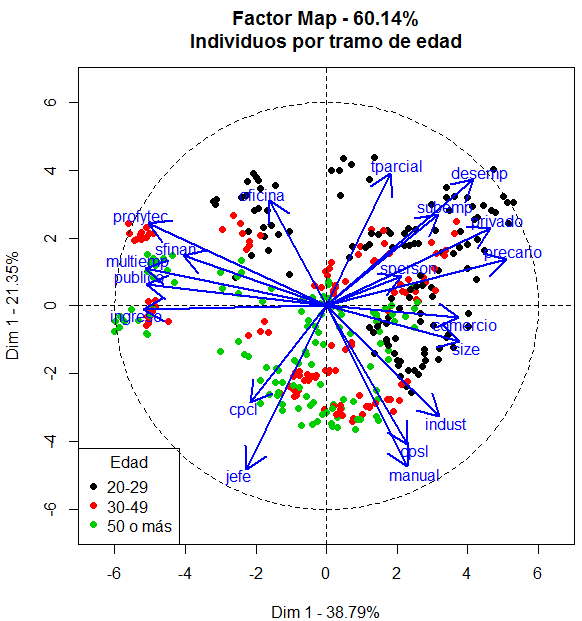 Factor Map - 60.14%
Individuos por tramo de edad
Dim 1 - 21.35%
6
4
2
0
-2
-4
-6
tparcial
desemp
oficina
subemp
profytec
privado
sfinan
precario
multiemp
sperson
publico
ingreso
comercio
size
cpcl
indust
cpsl
jefe
manual
Edad
20-29
30-49
50 o más
-6 -4 -2 0 2 4 6
Dim 1 - 38.79%